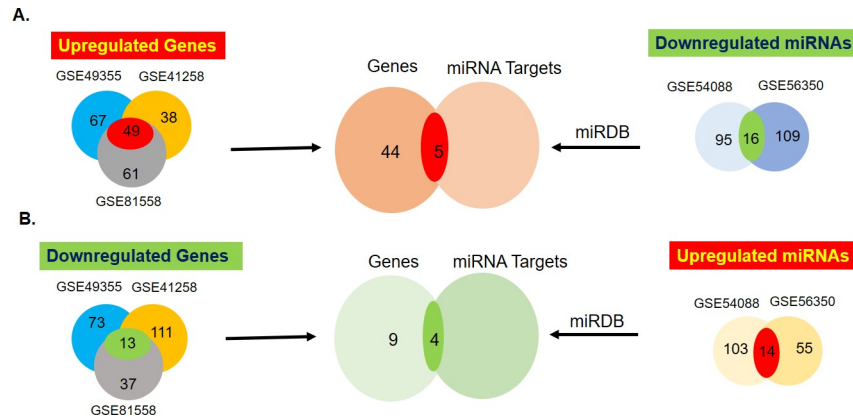 A.
Upregulated Genes
GSE49355 GSE41258
67 38
49
61
GSE81558
Genes miRNA Targets
44 5
miRDB
Downregulated miRNAs
GSE54088 GSE56350
95 16 109
B.
Downregulated Genes
GSE49355 GSE41258
73 111
13
37
GSE81558
Genes miRNA Targets
9 4
miRDB
Upregulated miRNAs
GSE54088 GSE56350
103 14 55